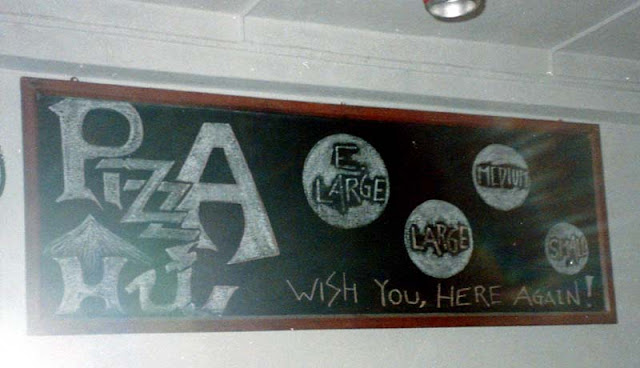 PizzA
Hut
E.
LARGE
MEDIUM
LARGE
SMALL
WISH YOU, HERE AGAIN!